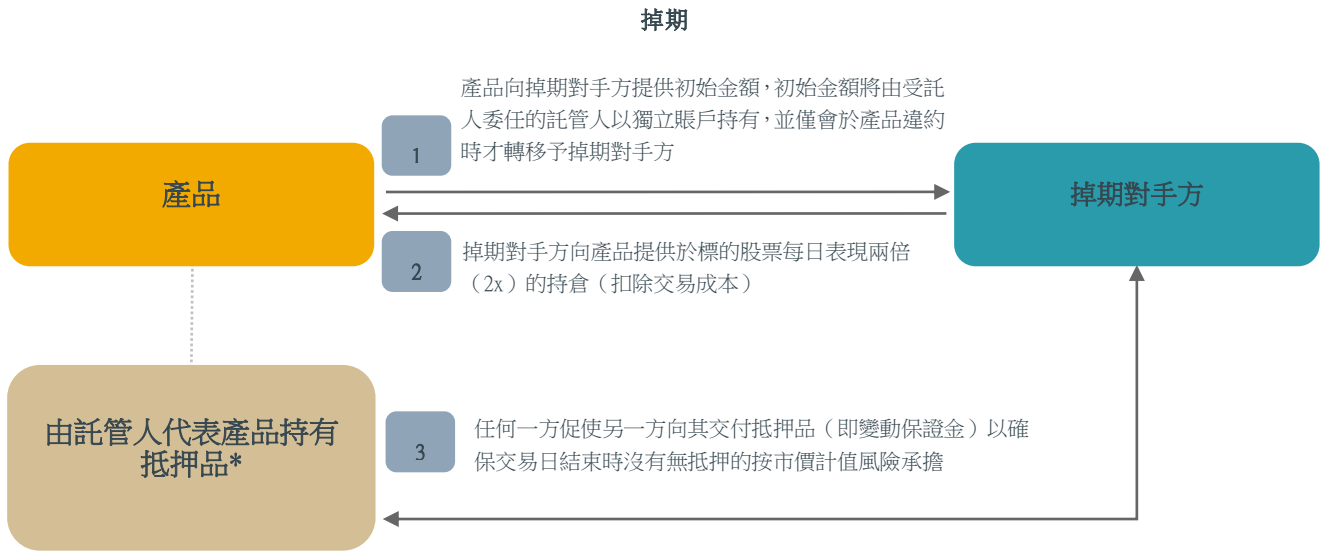 掉期
產品向掉期對手方提供初始金額，初始金額將由受託
人委任的託管人以獨立賬戶持有，並僅會於產品違約
時才轉移予掉期對手方
1
產品
掉期對手方
2
掉期對手方向產品提供於標的股票每日表現兩倍
（2x）的持倉（扣除交易成本）
由託管人代表產品持有
抵押品*
3
任何一方促使另一方向其交付抵押品（即變動保證金）以確
保交易日結束時沒有無抵押的按市價計值風險承擔